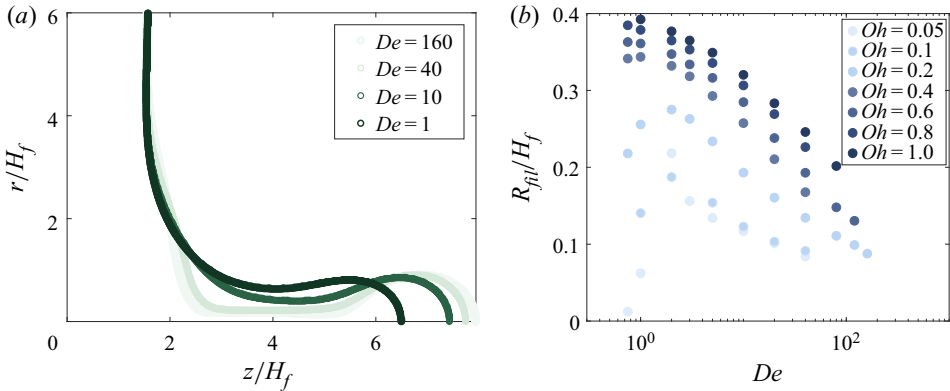 (a)
6
4
2
0
0
2
4
6
r/H_f
z/H_f
De = 160
De = 40
De = 10
De = 1
(b)
0.4
0.3
0.2
0.1
0
10^0
10^2
R_fil/H_f
De
Oh = 0.05
Oh = 0.1
Oh = 0.2
Oh = 0.4
Oh = 0.6
Oh = 0.8
Oh = 1.0